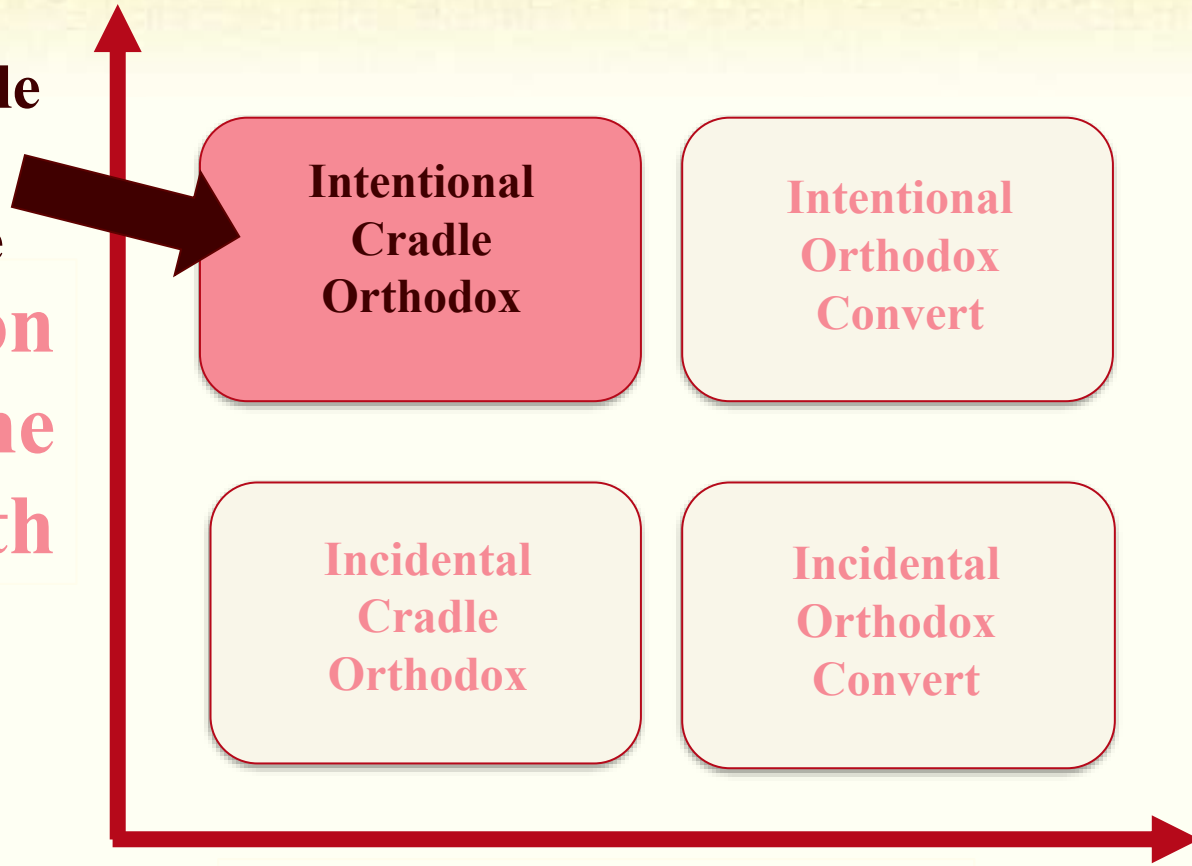 Intentional
Cradle
Orthodox
Intentional
Orthodox
Convert
Incidental
Cradle
Orthodox
Incidental
Orthodox
Convert